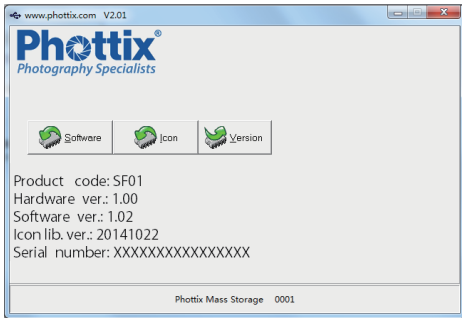 www.phottix.com V2.01
Phottix®
Photography Specialists
Software Icon Version
Product code: SF01
Hardware ver.: 1.00
Software ver.: 1.02
Icon lib. ver.: 20141022
Serial number: XXXXXXXXXXXXXXXX
Phottix Mass Storage 0001